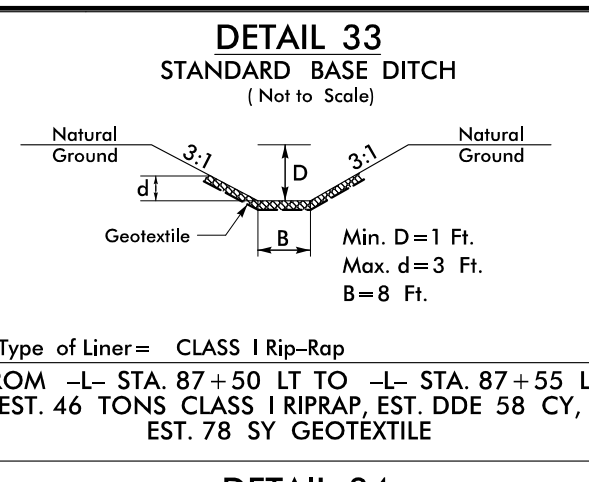 DETAIL 33
STANDARD BASE DITCH
( Not to Scale)
Natural
Ground
3:1
D
3:1
Natural
Ground
d
Geotextile
B
Min. D=1 Ft.
Max. d=3 Ft.
B=8 Ft.
Type of Liner= CLASS I Rip-Rap
-L- STA. 87+50 LT TO -L- STA. 87+55
EST. 46 TONS CLASS I RIPRAP, EST. DDE 58 CY,
EST. 78 SY GEOTEXTILE